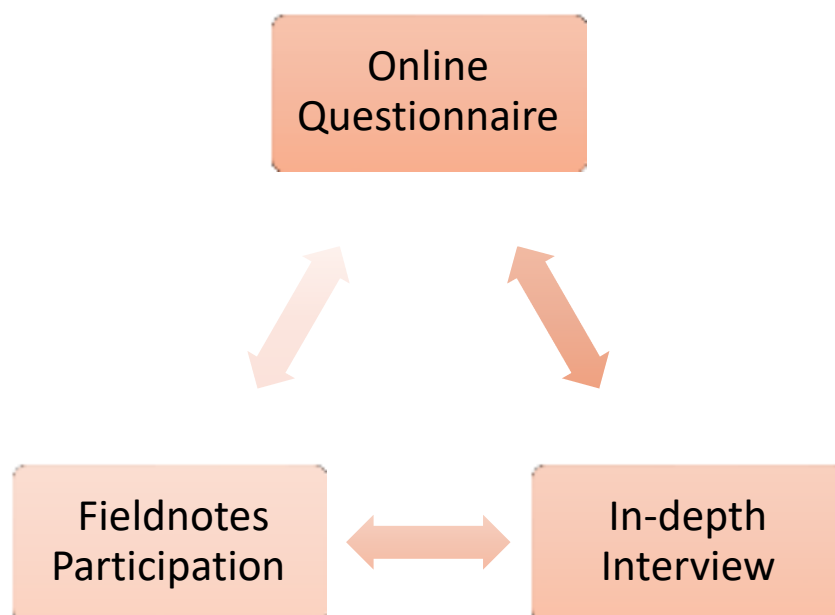 Online
Questionnaire
Fieldnotes
Participation
In-depth
Interview